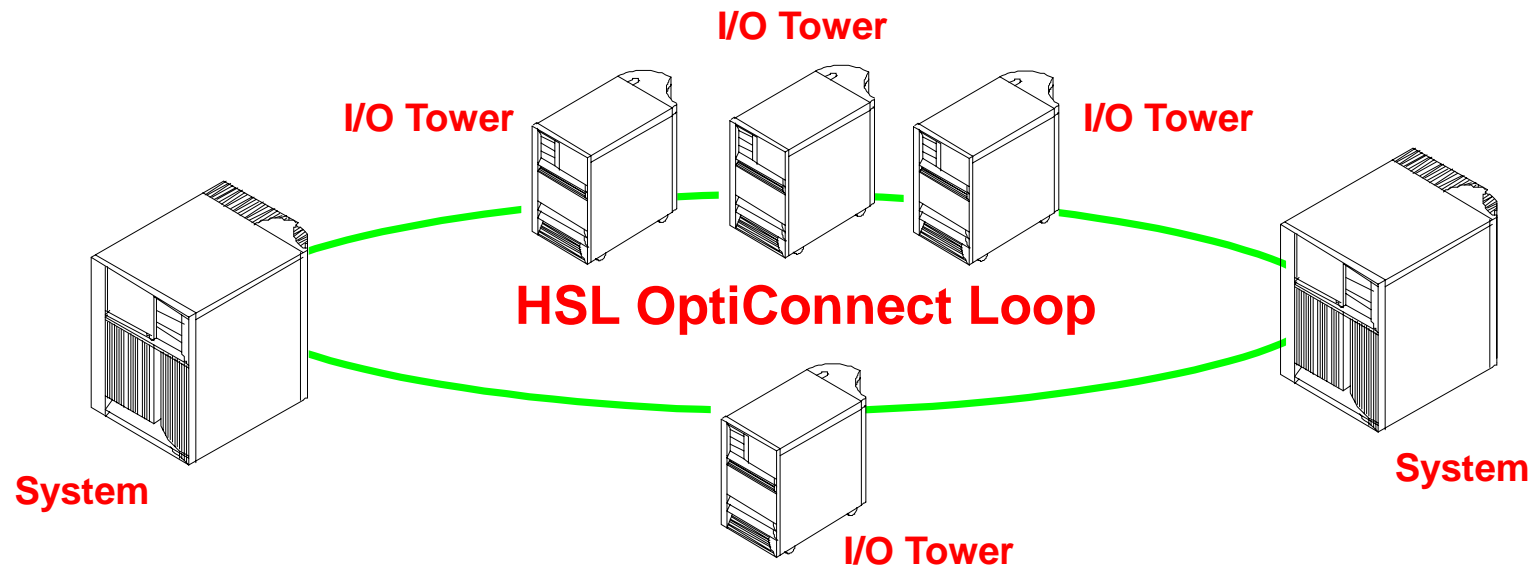 I/O Tower
I/O Tower
I/O Tower
HSL OptiConnect Loop
System
System
I/O Tower